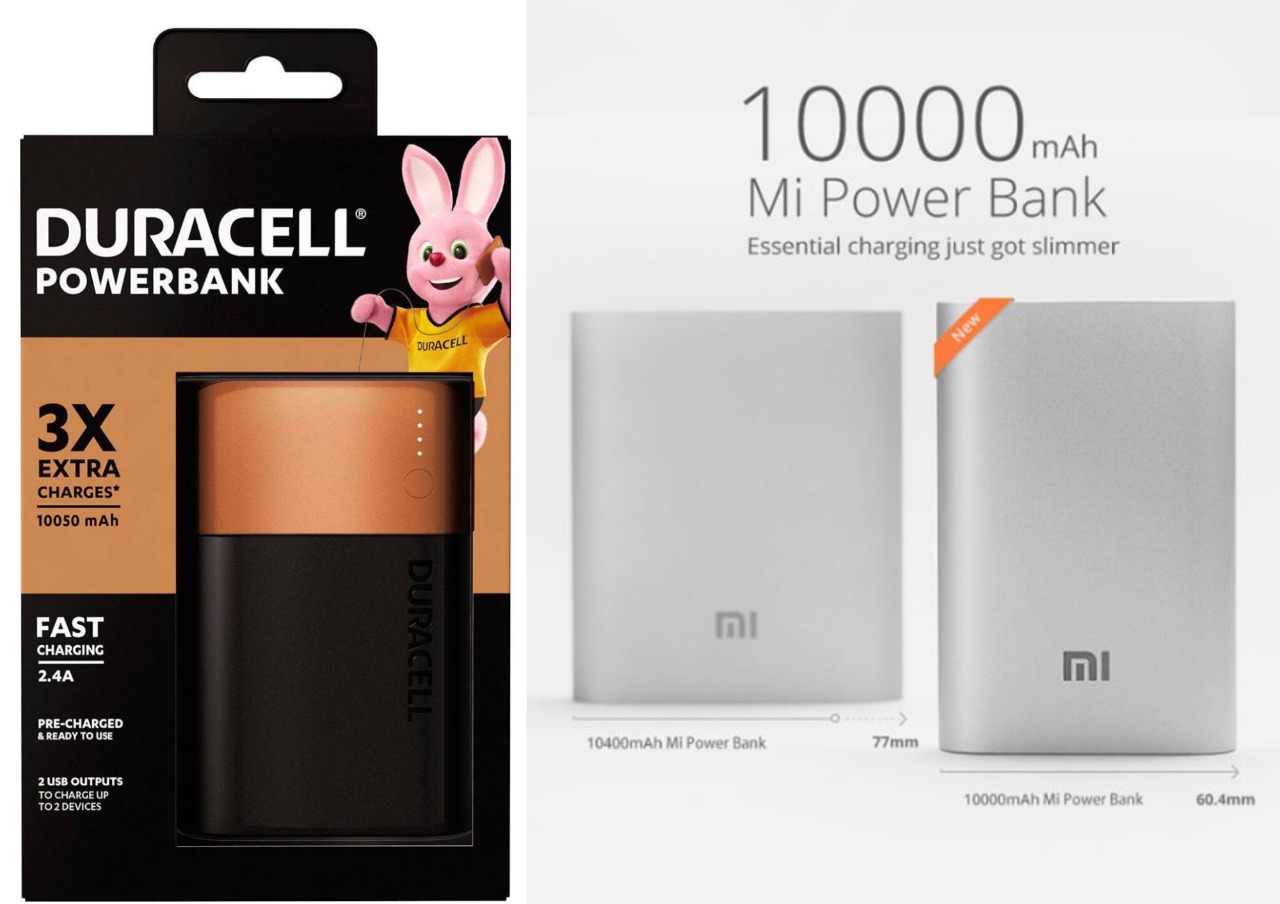 DURACELL®
POWERBANK
DURACELL
3X
EXTRA
CHARGES*
10050 mAh
DURACELL
FAST
CHARGING
2.4A
PRE-CHARGED
& READY TO USE
2 USB OUTPUTS
TO CHARGE UP
TO 2 DEVICES
10000 mAh
Mi Power Bank
Essential charging just got slimmer
New
mi
mi
10400mAh Mi Power Bank 77mm
10000mAh Mi Power Bank 60.4mm